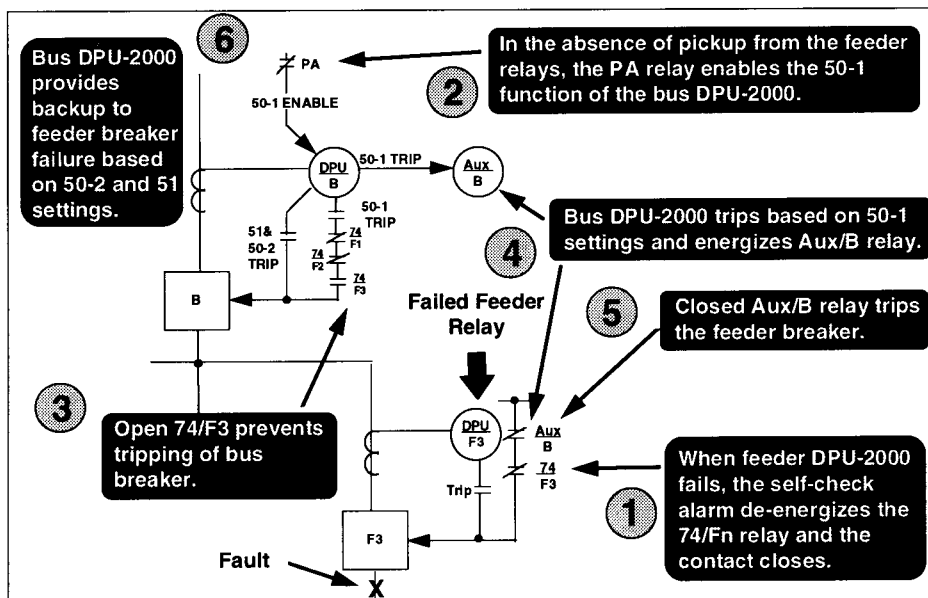 6
Bus DPU-2000
provides
backup to
feeder breaker
failure based
on 50-2 and 51
settings.
PA
50-1 ENABLE
2
In the absence of pickup from the feeder
relays, the PA relay enables the 50-1
function of the bus DPU-2000.
DPU
B
50-1 TRIP
Aux
B
50-1
TRIP
51&
50-2
TRIP
74
F1
74
F2
74
F3
B
4
Bus DPU-2000 trips based on 50-1
settings and energizes Aux/B relay.
Failed Feeder
Relay
5
Closed Aux/B relay trips
the feeder breaker.
3
Open 74/F3 prevents
tripping of bus
breaker.
DPU
F3
Aux
B
74
F3
Trip
1
When feeder DPU-2000
fails, the self-check
alarm de-energizes the
74/Fn relay and the
contact closes.
F3
Fault
X